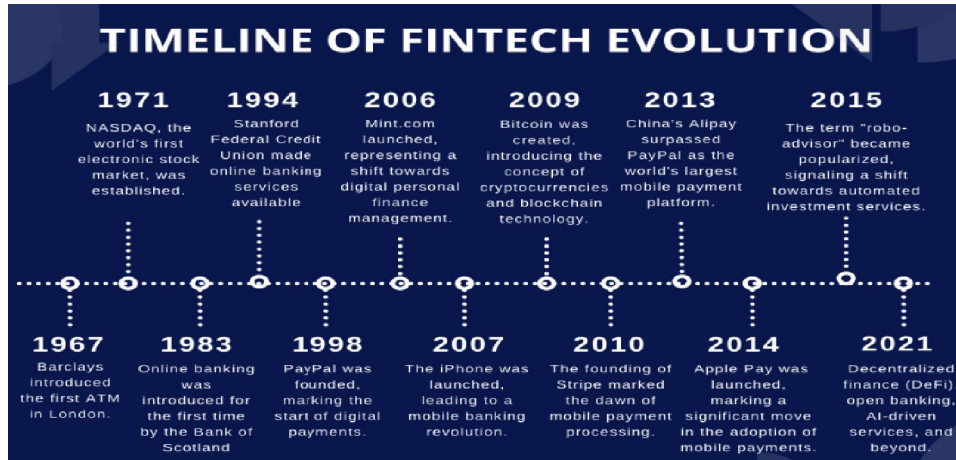 TIMELINE OF FINTECH EVOLUTION
1971
NASDAQ, the
world's first
electronic stock
market, was
established.
1994
Stanford
Federal Credit
Union made
online banking
services
available
2006
Mint.com
launched,
representing a
shift towards
digital personal
finance
management.
2009
Bitcoin was
created,
introducing the
concept of
cryptocurrencies
and blockchain
technology.
2013
China's Alipay
surpassed
PayPal as the
world's largest
mobile payment
platform.
2015
The term "robo-
advisor" became
popularized,
signaling a shift
towards automated
investment services.
1967
Barclays
introduced
the first ATM
in London.
1983
Online banking
was
introduced for
the first time
by the Bank of
Scotland
1998
PayPal was
founded,
marking the
start of digital
payments.
2007
The iPhone was
launched,
leading to a
mobile banking
revolution.
2010
The founding of
Stripe marked
the dawn of
mobile payment
processing.
2014
Apple Pay was
launched,
marking a
significant move
in the adoption of
mobile payments.
2021
Decentralized
finance (DeFi),
open banking,
AI-driven
services, and
beyond.